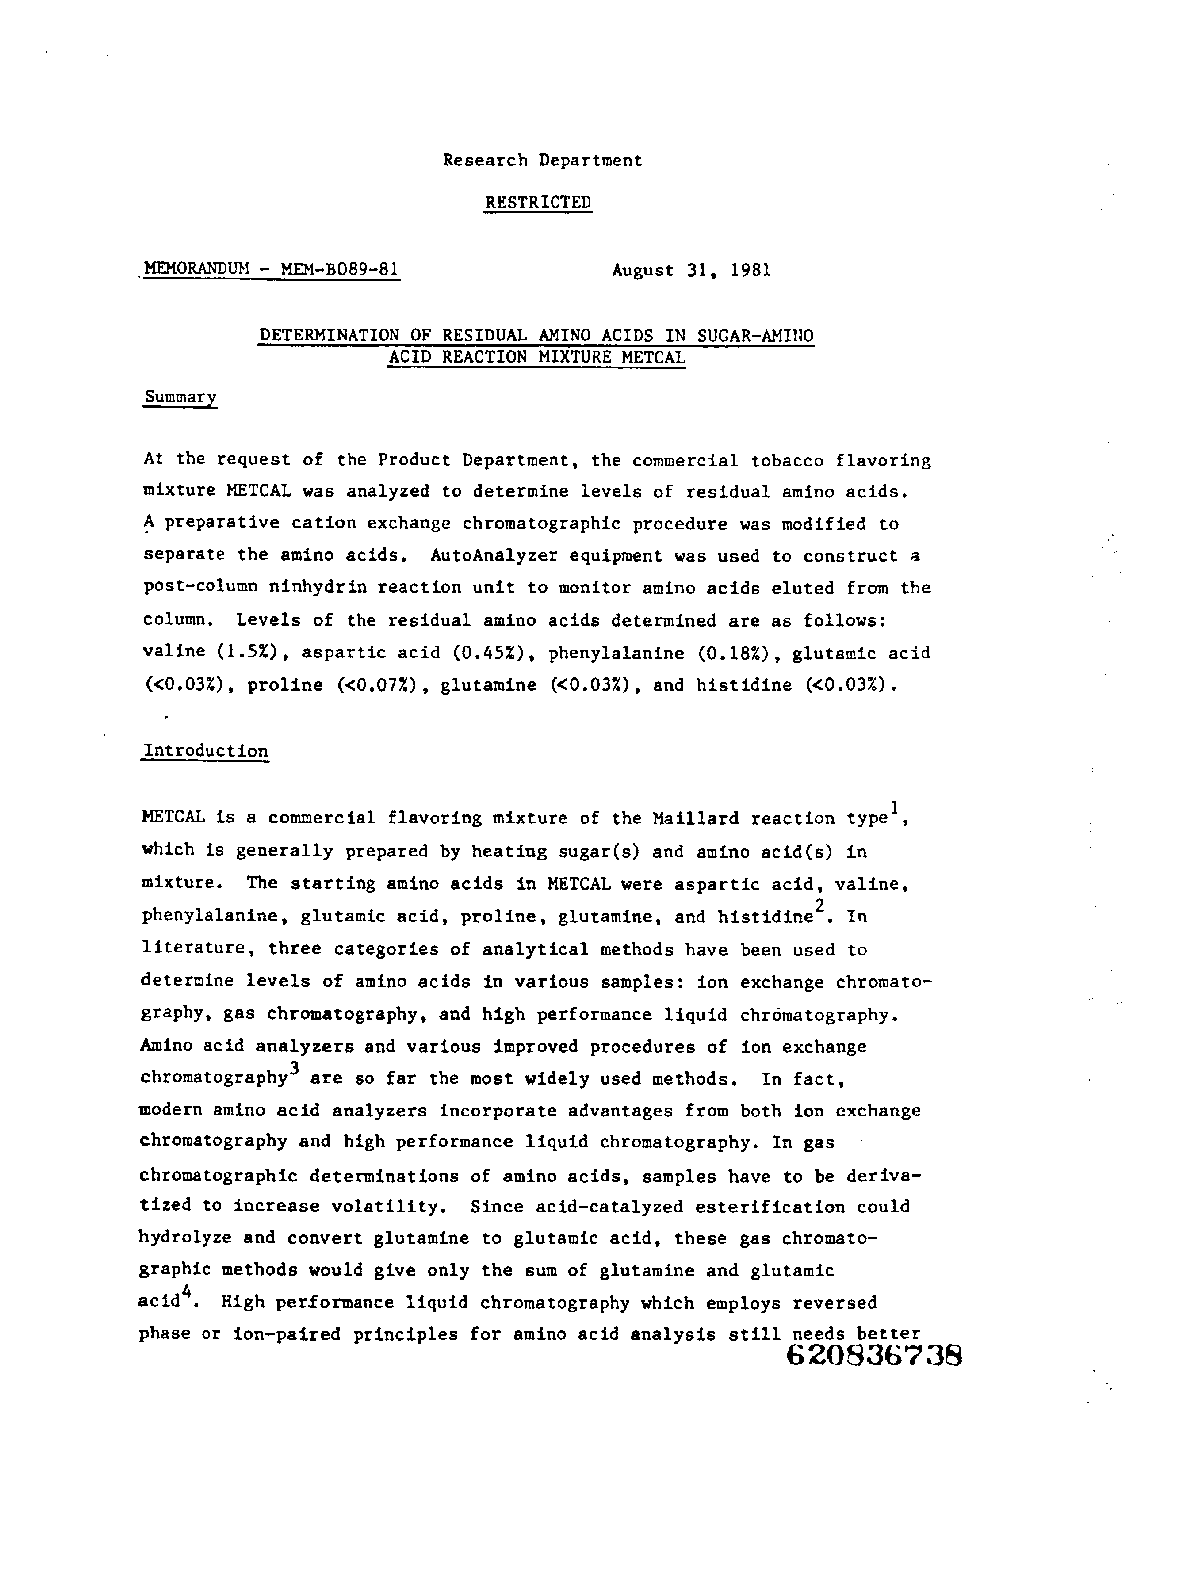 Research Department
RESTRICTED
MEMORANDUM - MEM-B089-81 August 31, 1981
DETERMINATION OF RESIDUAL AMINO ACIDS IN SUGAR-AMINO
ACID REACTION MIXTURE METCAL
Summary
At the request of the Product Department, the commercial tobacco flavoring
mixture METCAL was analyzed to determine levels of residual amino acids.
A preparative cation exchange chromatographic procedure was modified to
separate the amino acids. AutoAnalyzer equipment was used to construct a
post-column ninhydrin reaction unit to monitor amino acids eluted from the
column. Levels of the residual amino acids determined are as follows:
valine (1.5%), aspartic acid (0.45%), phenylalanine (0.18%), glutamic acid
(<0.03%), proline (<0.07%), glutamine (<0.03%), and histidine (<0.03%).
Introduction
METCAL is a commercial flavoring mixture of the Maillard reaction type1,
which is generally prepared by heating sugar(s) and amino acid(s) in
mixture. The starting amino acids in METCAL were aspartic acid, valine,
phenylalanine, glutamic acid, proline, glutamine, and histidine2. In
literature, three categories of analytical methods have been used to
determine levels of amino acids in various samples: ion exchange chromato-
graphy, gas chromatography, and high performance liquid chromatography.
Amino acid analyzers and various improved procedures of ion exchange
chromatography3 are so far the most widely used methods. In fact,
modern amino acid analyzers incorporate advantages from both ion exchange
chromatography and high performance liquid chromatography. In gas
chromatographic determinations of amino acids, samples have to be deriva-
tized to increase volatility. Since acid-catalyzed esterification could
hydrolyze and convert glutamine to glutamic acid, these gas chromato-
graphic methods would give only the sum of glutamine and glutamic
acid4. High performance liquid chromatography which employs reversed
phase or ion-paired principles for amino acid analysis still needs better
620836738